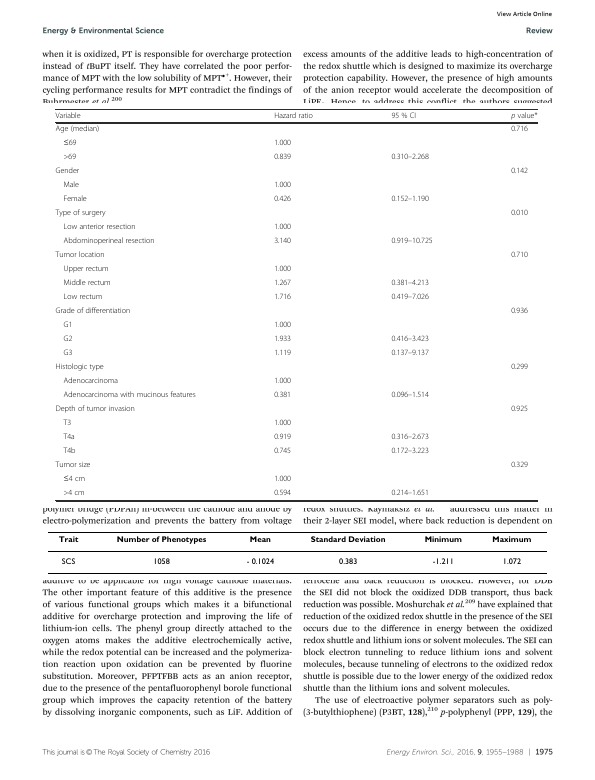 View Article Online
Energy & Environmental Science
Review
when it is oxidized, PT is responsible for overcharge protection
instead of tBuPT itself. They have correlated the poor perfor-
mance of MPT with the low solubility of MPT•+. However, their
cycling performance results for MPT contradict the findings of
Buhrmester et al.200
excess amounts of the additive leads to high-concentration of
the redox shuttle which is designed to maximize its overcharge
protection capability. However, the presence of high amounts
of the anion receptor would accelerate the decomposition of
LiPF6. Hence, to address this conflict, the authors suggested
Variable Hazard ratio 95 % CI p value*
Age (median) 0.716
≤69 1.000
>69 0.839 0.310–2.268
Gender 0.142
Male 1.000
Female 0.426 0.152–1.190
Type of surgery 0.010
Low anterior resection 1.000
Abdominoperineal resection 3.140 0.919–10.725
Tumor location 0.710
Upper rectum 1.000
Middle rectum 1.267 0.381–4.213
Low rectum 1.716 0.419–7.026
Grade of differentiation 0.936
G1 1.000
G2 1.933 0.416–3.423
G3 1.119 0.137–9.137
Histologic type 0.299
Adenocarcinoma 1.000
Adenocarcinoma with mucinous features 0.381 0.096–1.514
Depth of tumor invasion 0.925
T3 1.000
T4a 0.919 0.316–2.673
T4b 0.745 0.172–3.223
Tumor size 0.329
≤4 cm 1.000
>4 cm 0.594 0.214–1.651
polymer bridge (PDPAn) in-between the cathode and anode by
electro-polymerization and prevents the battery from voltage
redox shuttles. Kaymaksiz et al. addressed this matter in
their 2-layer SEI model, where back reduction is dependent on
Trait Number of Phenotypes Mean Standard Deviation Minimum Maximum
SCS 1058 - 0.1024 0.383 -1.211 1.072
additive to be applicable for high voltage cathode materials.
The other important feature of this additive is the presence
of various functional groups which makes it a bifunctional
additive for overcharge protection and improving the life of
lithium-ion cells. The phenyl group directly attached to the
oxygen atoms makes the additive electrochemically active,
while the redox potential can be increased and the polymeriza-
tion reaction upon oxidation can be prevented by fluorine
substitution. Moreover, PFPTFBB acts as an anion receptor,
due to the presence of the pentafluorophenyl borole functional
group which improves the capacity retention of the battery
by dissolving inorganic components, such as LiF. Addition of
ferrocene and back reduction is blocked. However, for DDB
the SEI did not block the oxidized DDB transport, thus back
reduction was possible. Moshurchak et al.209 have explained that
reduction of the oxidized redox shuttle in the presence of the SEI
occurs due to the difference in energy between the oxidized
redox shuttle and lithium ions or solvent molecules. The SEI can
block electron tunneling to reduce lithium ions and solvent
molecules, because tunneling of electrons to the oxidized redox
shuttle is possible due to the lower energy of the oxidized redox
shuttle than the lithium ions and solvent molecules.
The use of electroactive polymer separators such as poly-
(3-butylthiophene) (P3BT, 128),210 p-polyphenyl (PPP, 129), the
This journal is © The Royal Society of Chemistry 2016
Energy Environ. Sci., 2016, 9, 1955–1988 | 1975